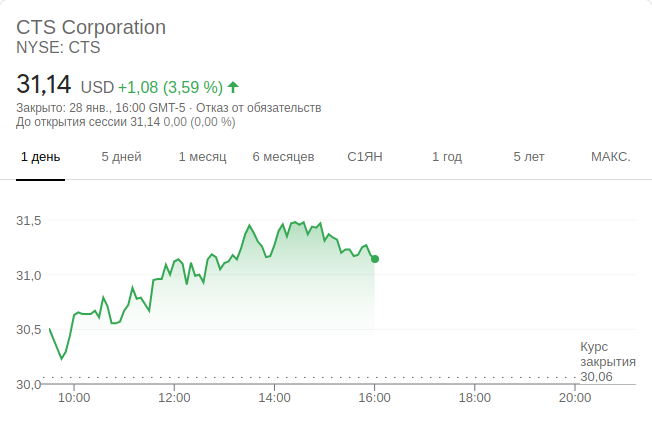 CTS Corporation
NYSE: CTS
31,14 USD +1,08 (3,59 %)
Закрыто: 28 янв., 16:00 GMT-5 · Отказ от обязательств
До открытия сессии 31,14 0,00 (0,00 %)
1 день 5 дней 1 месяц 6 месяцев С1ЯН 1 год 5 лет МАКС.
31,5
31,0
30,5
Курс
закрытия
30,06
30,0
10:00 12:00 14:00 16:00 18:00 20:00